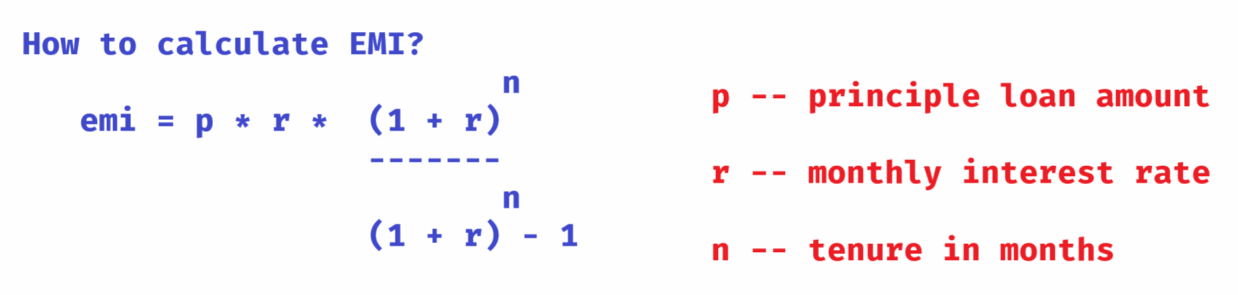 How to calculate EMI?
n
emi = p * r * (1 + r)
-------
n
(1 + r) - 1
p -- principle loan amount
r -- monthly interest rate
n -- tenure in months